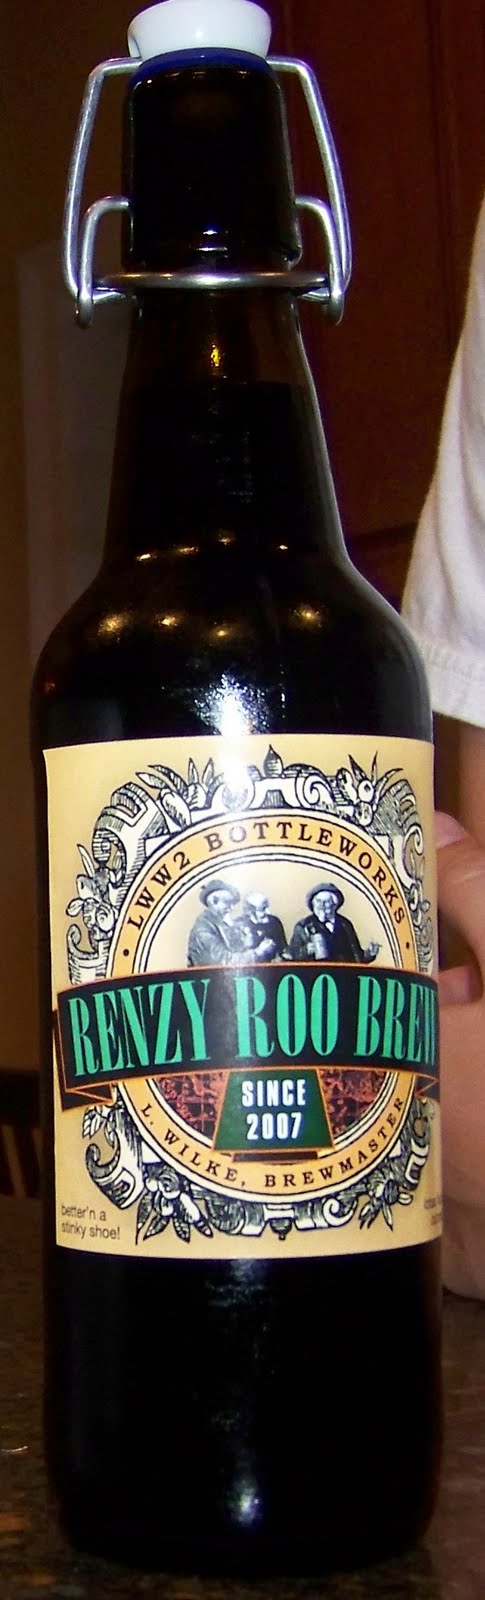 LWW2 BOTTLEWORKS
RENZY ROO BREW
SINCE
2007
L. WILKE, BREWMASTER
better'n a
stinky shoe!